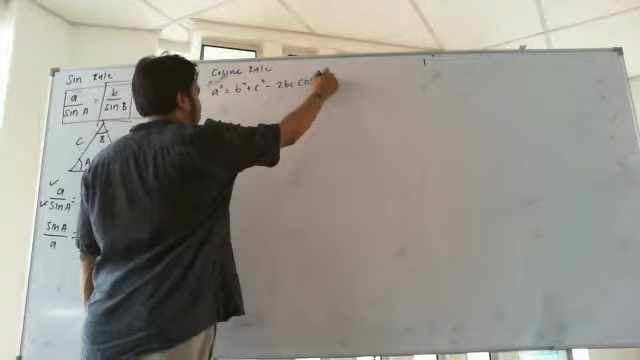 Sin Rule
a/sin A = b/sin B
C
B
A
a/sin A =
sin A/a =
Cosine Rule
a² = b² + c² - 2bc cos